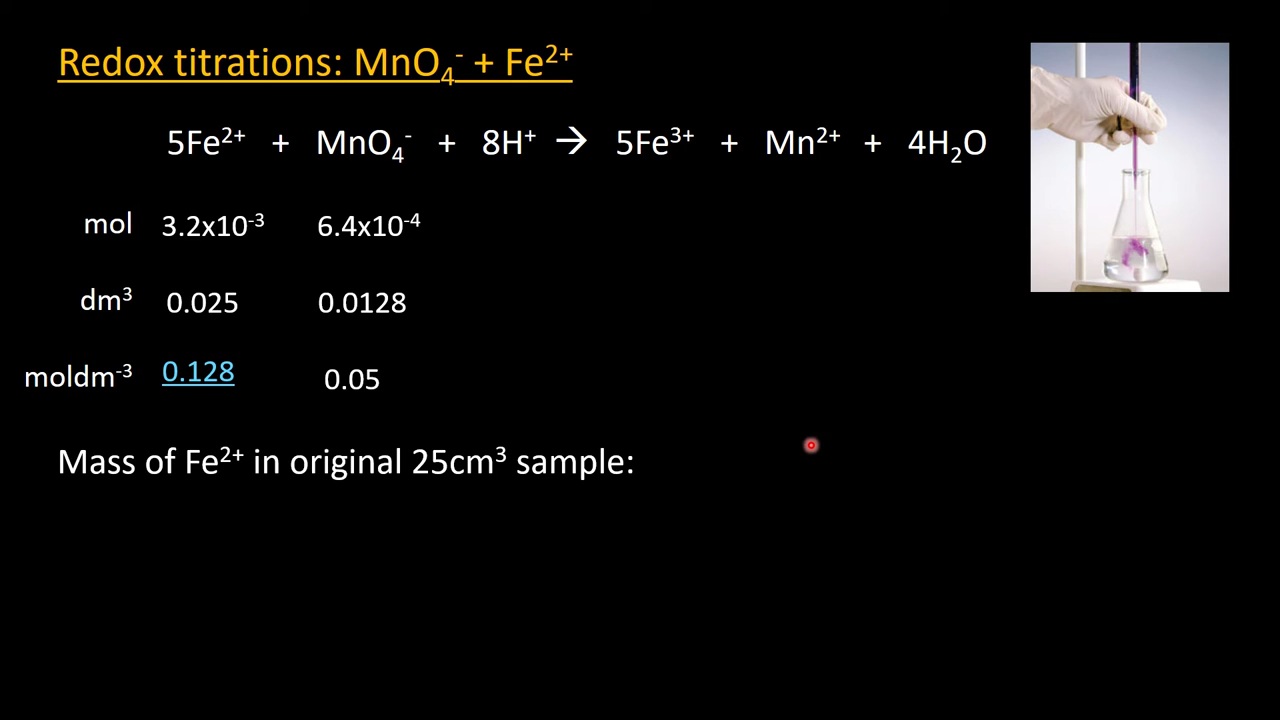 Redox titrations: MnO₄⁻ + Fe²⁺
5Fe²⁺ + MnO₄⁻ + 8H⁺ → 5Fe³⁺ + Mn²⁺ + 4H₂O
mol 3.2x10⁻³ 6.4x10⁻⁴
dm³ 0.025 0.0128
moldm⁻³ 0.128 0.05
Mass of Fe²⁺ in original 25cm³ sample: